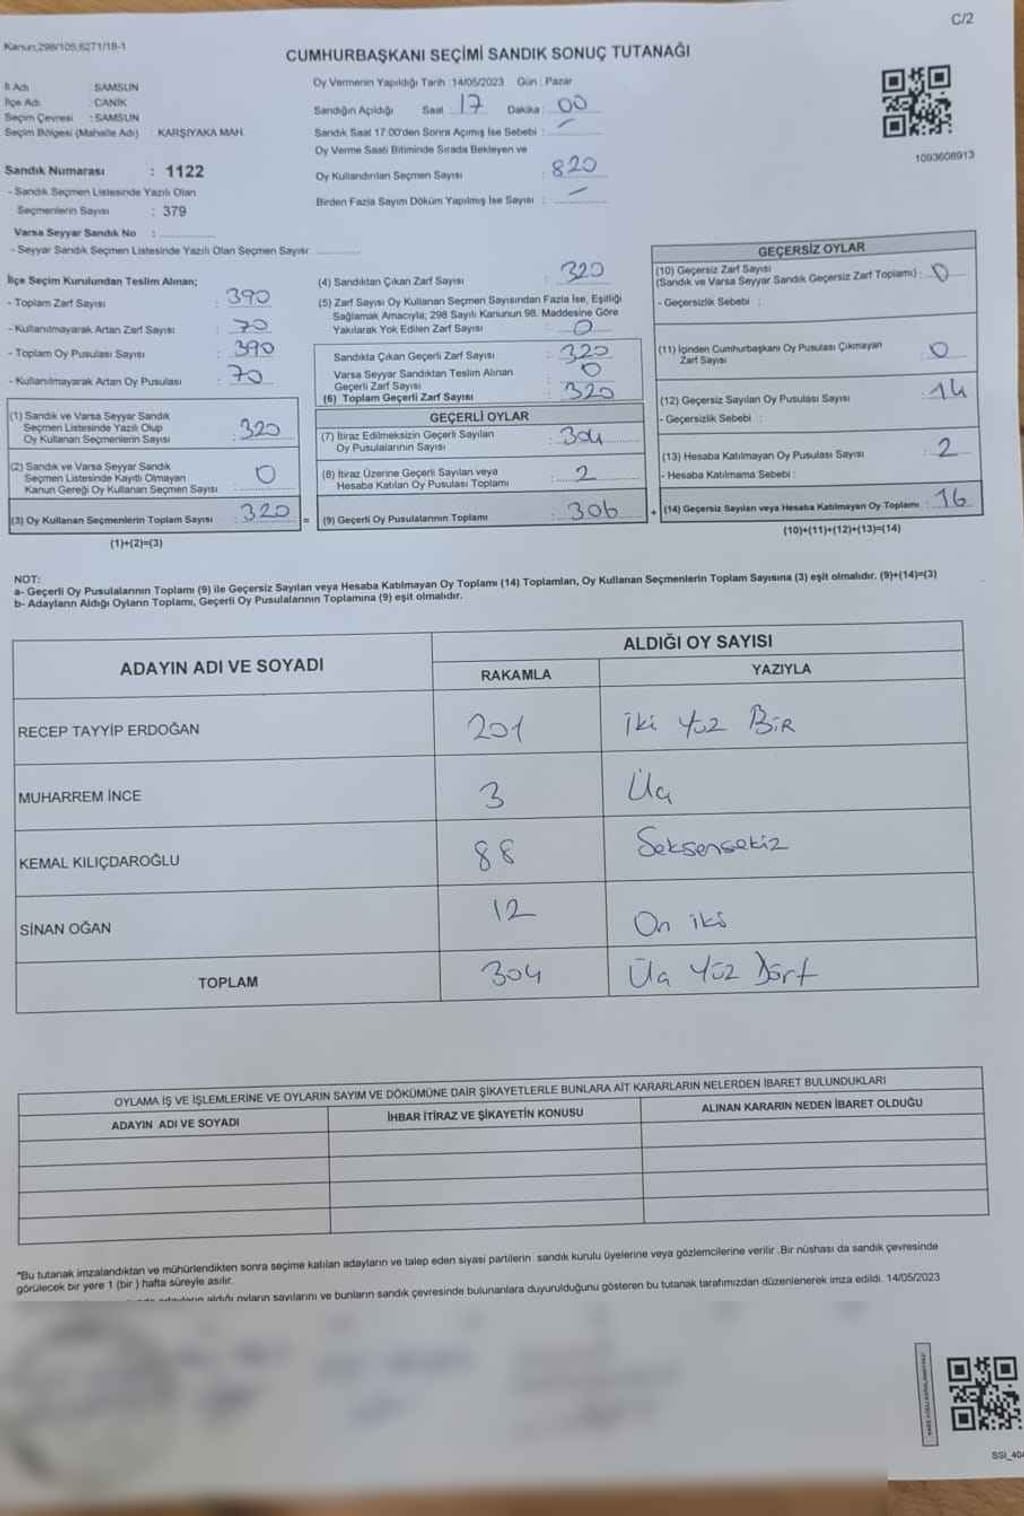 C/2
Kanun,298/105,6271/18-1
CUMHURBAŞKANI SEÇİMİ SANDIK SONUÇ TUTANAĞI
İl Adı : SAMSUN
İlçe Adı : CANİK
Seçim Çevresi : SAMSUN
Seçim Bölgesi (Mahalle Adı) : KARŞIYAKA MAH.
Sandık Numarası : 1122
- Sandık Seçmen Listesinde Yazılı Olan
Seçmenlerin Sayısı : 379
Varsa Seyyar Sandık No :
- Seyyar Sandık Seçmen Listesinde Yazılı Olan Seçmen Sayısı
Oy Vermenin Yapıldığı Tarih : 14/05/2023 Gün : Pazar
Sandığın Açıldığı Saat : 17 Dakika : 00
Sandık Saat 17:00'den Sonra Açımış İse Sebebi : –
Oy Verme Saati Bitiminde Sırada Bekleyen ve
Oy Kullandırılan Seçmen Sayısı : 820
Birden Fazla Sayım Döküm Yapılmış İse Sayısı : –
1093608913
İlçe Seçim Kurulundan Teslim Alınan;
- Toplam Zarf Sayısı : 390
- Kullanılmayarak Artan Zarf Sayısı : 70
- Toplam Oy Pusulası Sayısı : 390
- Kullanılmayarak Artan Oy Pusulası : 70
(1) Sandık ve Varsa Seyyar Sandık
Seçmen Listesinde Yazılı Olup
Oy Kullanan Seçmenlerin Sayısı : 320
(2) Sandık ve Varsa Seyyar Sandık
Seçmen Listesinde Kayıtlı Olmayan
Kanun Gereği Oy Kullanan Seçmen Sayısı : 0
(3) Oy Kullanan Seçmenlerin Toplam Sayısı : 320 =
(1)+(2)=(3)
(4) Sandıktan Çıkan Zarf Sayısı : 320
(5) Zarf Sayısı Oy Kullanan Seçmen Sayısından Fazla İse, Eşitliği
Sağlamak Amacıyla; 298 Sayılı Kanunun 98. Maddesine Göre
Yakılarak Yok Edilen Zarf Sayısı : 0
Sandıkta Çıkan Geçerli Zarf Sayısı : 320
Varsa Seyyar Sandıktan Teslim Alınan
Geçerli Zarf Sayısı : 0
(6) Toplam Geçerli Zarf Sayısı : 320
GEÇERLİ OYLAR
(7) İtiraz Edilmeksizin Geçerli Sayılan
Oy Pusulalarının Sayısı : 304
(8) İtiraz Üzerine Geçerli Sayılan veya
Hesaba Katılan Oy Pusulası Toplamı : 2
(9) Geçerli Oy Pusulalarının Toplamı : 306 +
GEÇERSİZ OYLAR
(10) Geçersiz Zarf Sayısı
(Sandık ve Varsa Seyyar Sandık Geçersiz Zarf Toplamı) : 0
- Geçersizlik Sebebi :
(11) İçinden Cumhurbaşkanı Oy Pusulası Çıkmayan
Zarf Sayısı : 0
(12) Geçersiz Sayılan Oy Pusulası Sayısı : 14
- Geçersizlik Sebebi :
(13) Hesaba Katılmayan Oy Pusulası Sayısı : 2
- Hesaba Katılmama Sebebi :
(14) Geçersiz Sayılan veya Hesaba Katılmayan Oy Toplamı : 16
(10)+(11)+(12)+(13)=(14)
NOT:
a- Geçerli Oy Pusulalarının Toplamı (9) ile Geçersiz Sayılan veya Hesaba Katılmayan Oy Toplamı (14) Toplamları, Oy Kullanan Seçmenlerin Toplam Sayısına (3) eşit olmalıdır. (9)+(14)=(3)
b- Adayların Aldığı Oyların Toplamı, Geçerli Oy Pusulalarının Toplamına (9) eşit olmalıdır.
ADAYIN ADI VE SOYADI
ALDIĞI OY SAYISI
RAKAMLA YAZIYLA
RECEP TAYYİP ERDOĞAN 201 İki Yüz BİR
MUHARREM İNCE 3 Üç
KEMAL KILIÇDAROĞLU 88 Seksensekiz
SİNAN OĞAN 12 On iki
TOPLAM 304 Üç Yüz Dört
OYLAMA İŞ VE İŞLEMLERİNE VE OYLARIN SAYIM VE DÖKÜMÜNE DAİR ŞİKAYETLERLE BUNLARA AİT KARARLARIN NELERDEN İBARET BULUNDUKLARI
ADAYIN ADI VE SOYADI İHBAR İTİRAZ VE ŞİKAYETİN KONUSU ALINAN KARARIN NEDEN İBARET OLDUĞU
*Bu tutanak imzalandıktan ve mühürlendikten sonra seçime katılan adayların ve talep eden siyasi partilerin sandık kurulu üyelerine veya gözlemcilerine verilir .Bir nüshası da sandık çevresinde
görülecek bir yere 1 (bir ) hafta süreyle asılır.
adayların aldığı oyların sayılarını ve bunların sandık çevresinde bulunanlara duyurulduğunu gösteren bu tutanak tarafımızdan düzenlenerek imza edildi. 14/05/2023